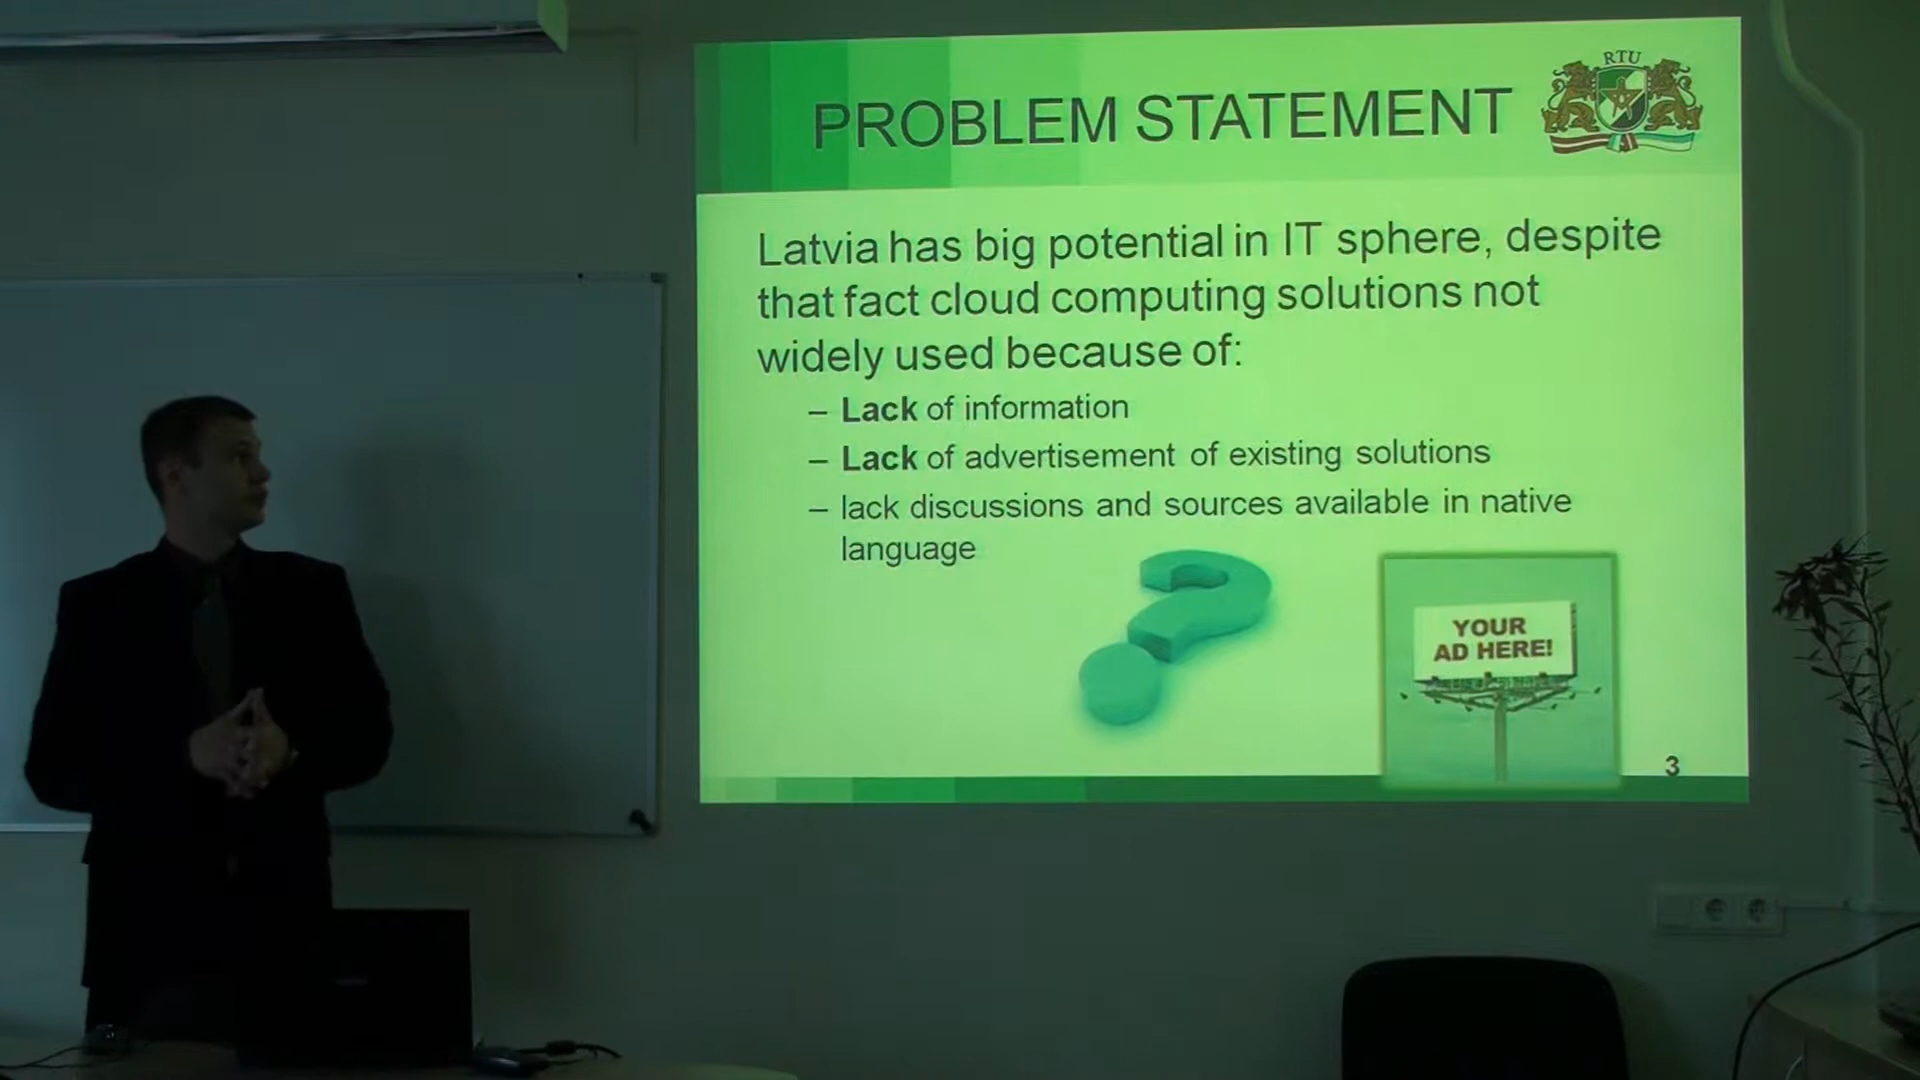 RTU
PROBLEM STATEMENT
Latvia has big potential in IT sphere, despite
that fact cloud computing solutions not
widely used because of:
– Lack of information
– Lack of advertisement of existing solutions
– lack discussions and sources available in native
language
YOUR
AD HERE!
3